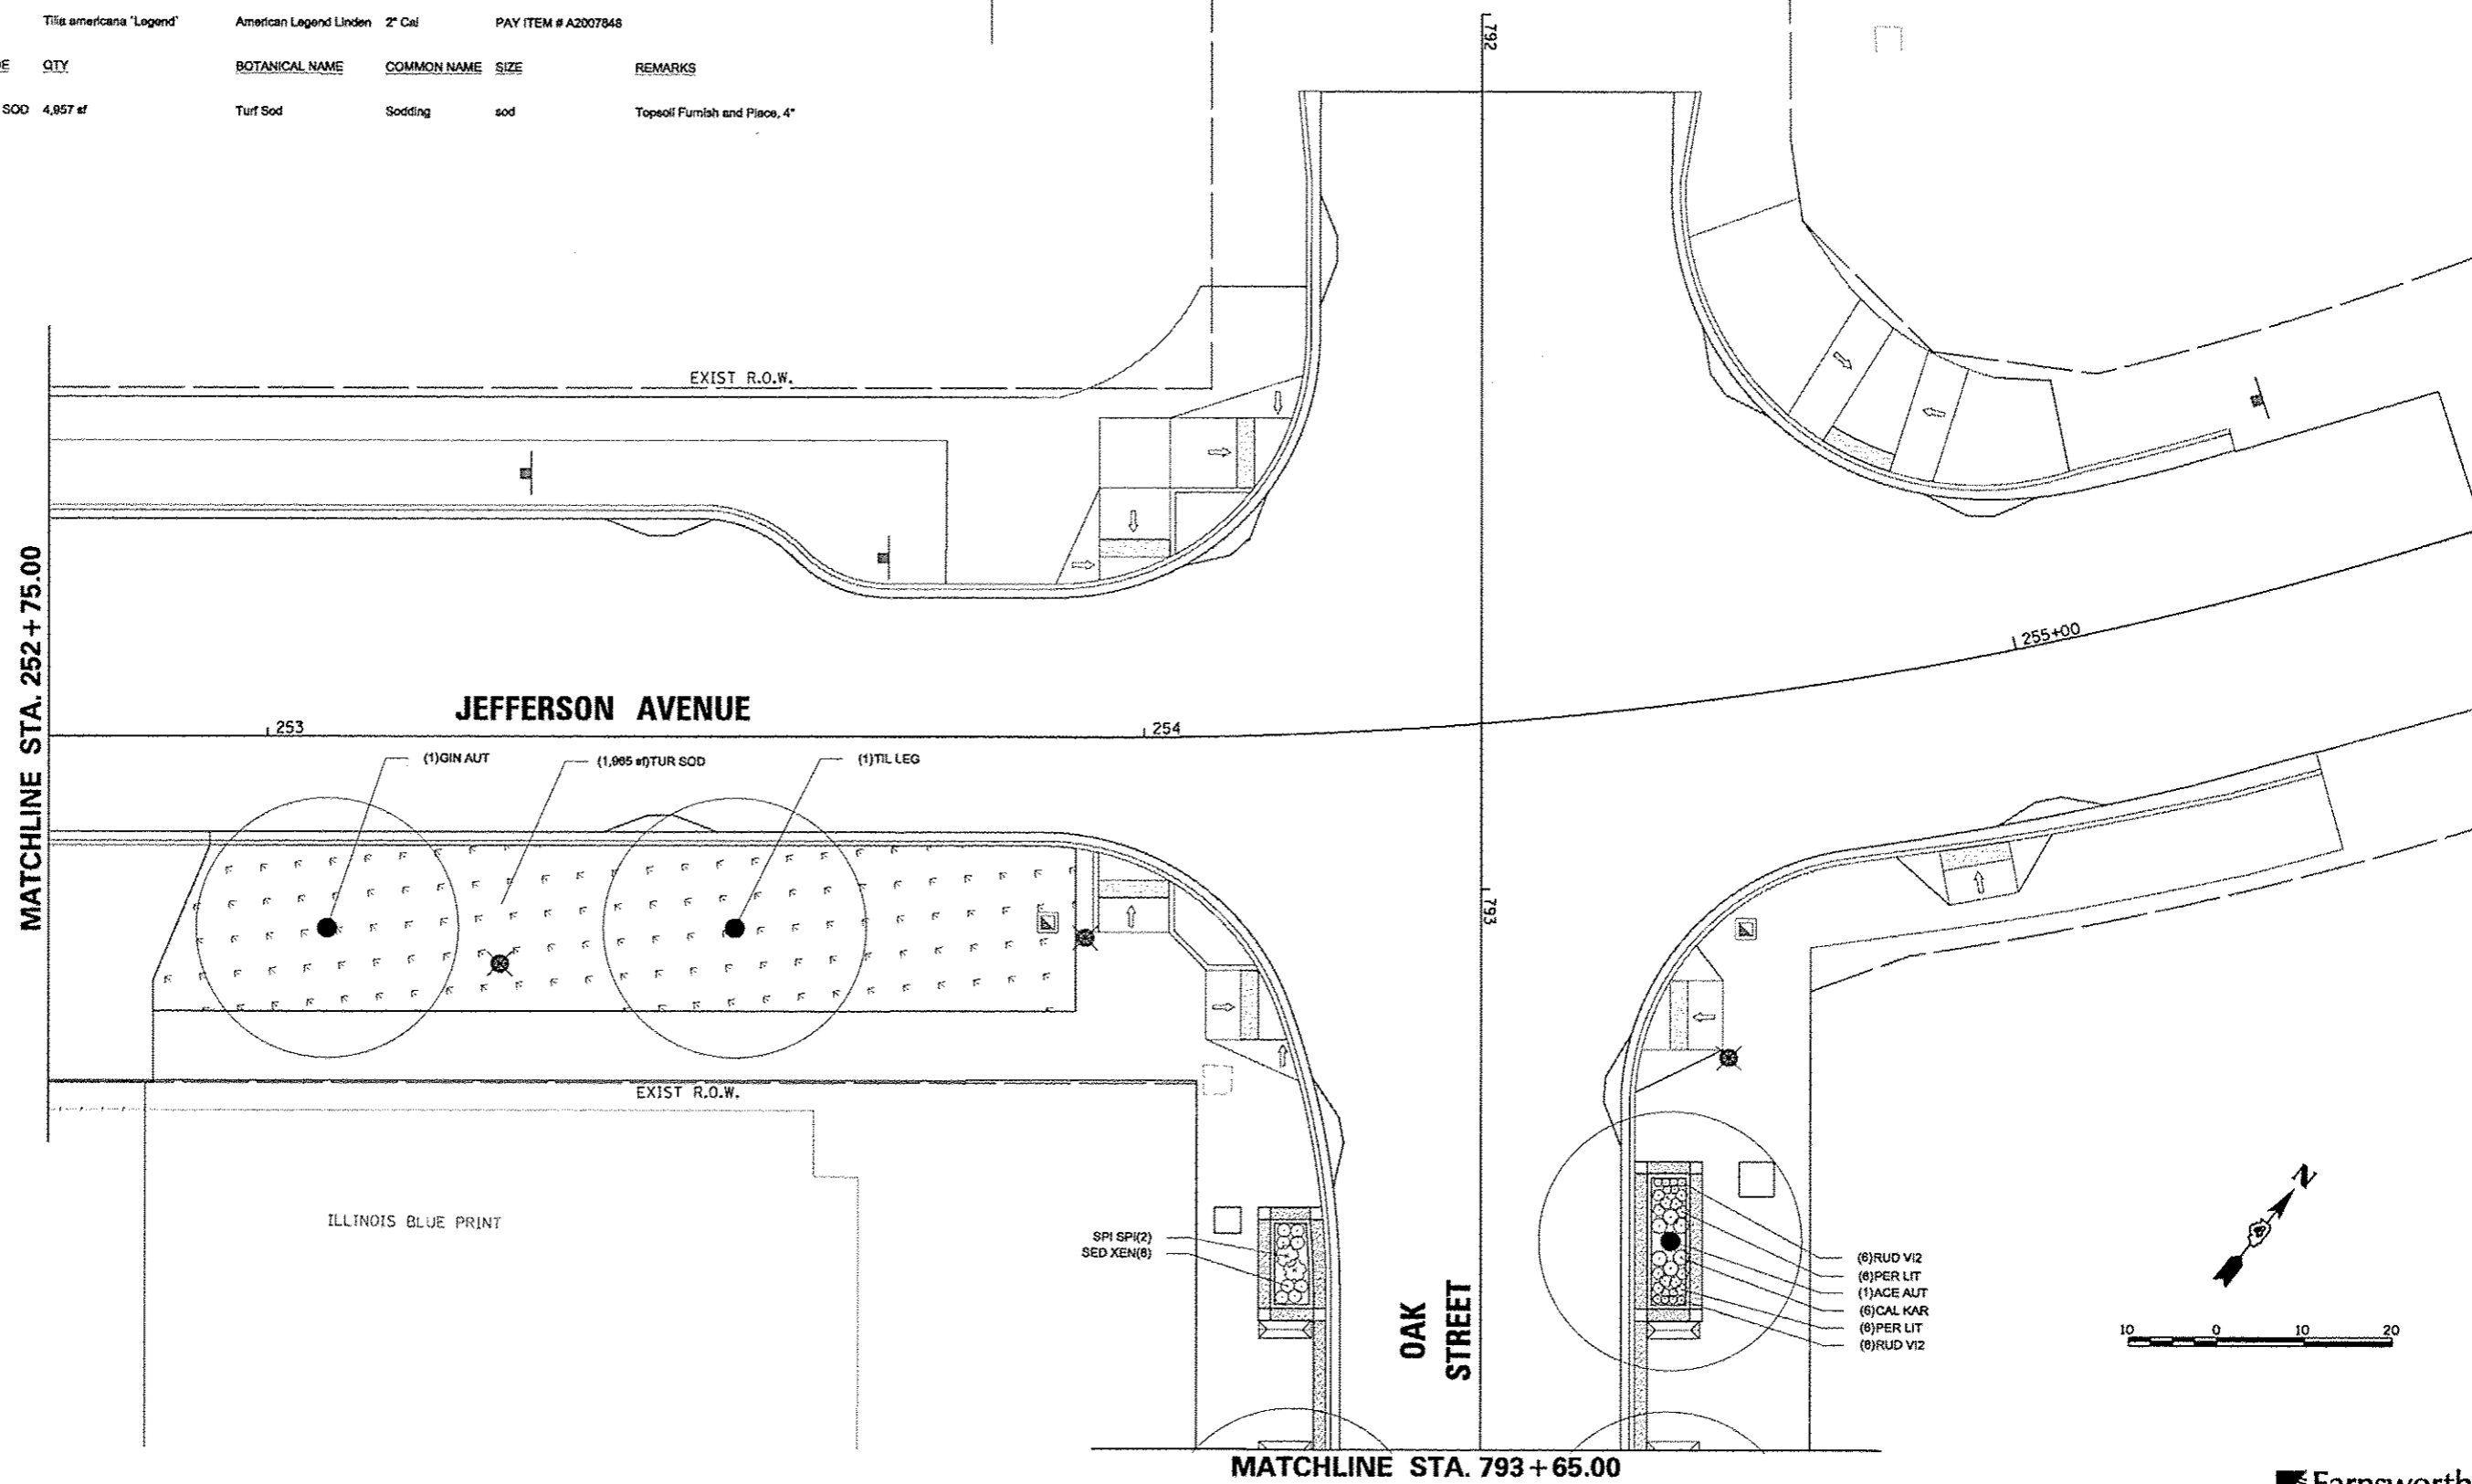 Tilia americana 'Legend' American Legend Linden 2" Cal PAY ITEM # A2007848
QTY BOTANICAL NAME COMMON NAME SIZE REMARKS
SOD 4,957 sf Turf Sod Sodding sod Topsoil Furnish and Place, 4"
792
EXIST R.O.W.
MATCHLINE STA. 252+75.00
JEFFERSON AVENUE
253
254
255+00
(1)GIN AUT
(1,965 sf)TUR SOD
(1)TIL LEG
793
EXIST R.O.W.
ILLINOIS BLUE PRINT
SPI SPI(2)
SED XEN(8)
OAK
STREET
(6)RUD VI2
(6)PER LIT
(1)ACE AUT
(6)CAL KAR
(6)PER LIT
(6)RUD VI2
N
10 0 10 20
MATCHLINE STA. 793+65.00
Farnsworth